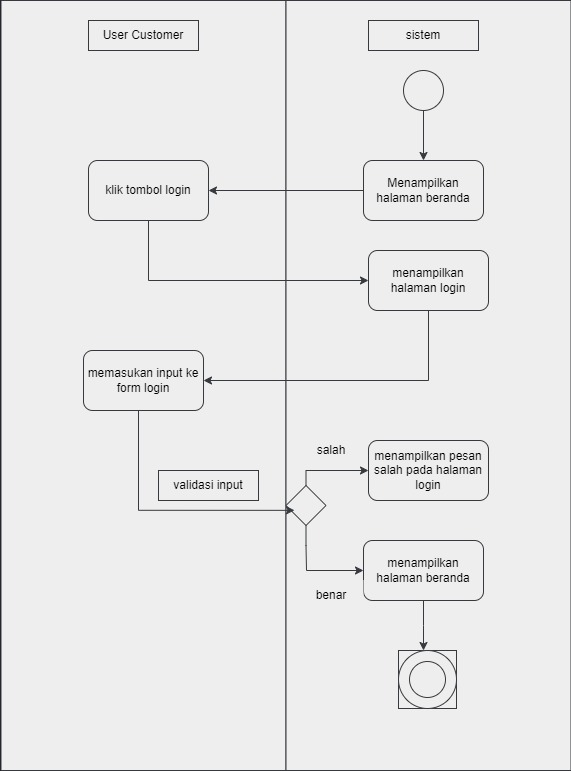 User Customer
sistem
Menampilkan
halaman beranda
klik tombol login
menampilkan
halaman login
memasukan input ke
form login
salah
menampilkan pesan
salah pada halaman
login
validasi input
menampilkan
halaman beranda
benar